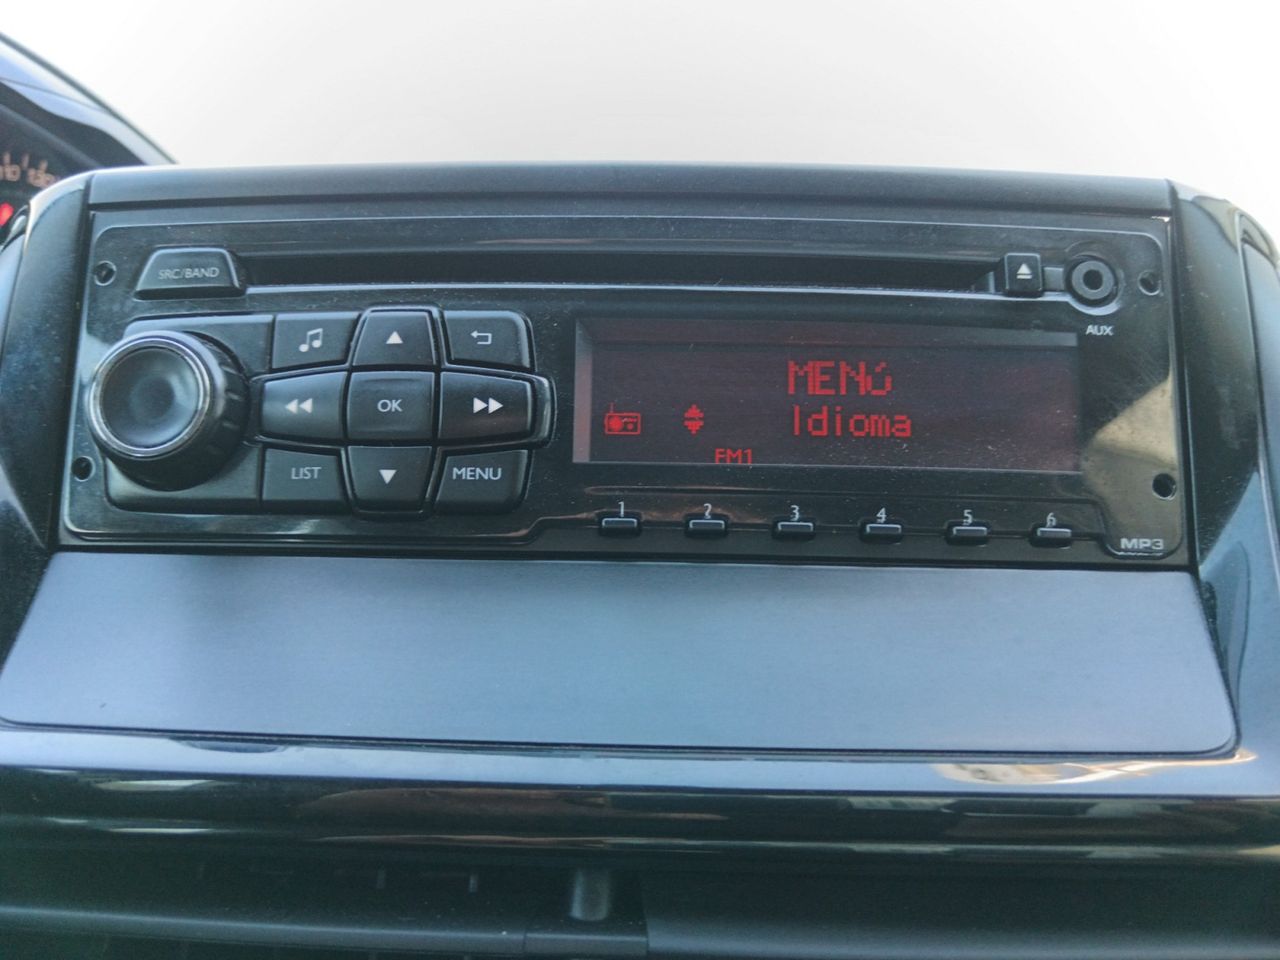 SRC/BAND
AUX
OK
LIST
MENU
MENú
Idioma
FM1
1 2 3 4 5 6
MP3